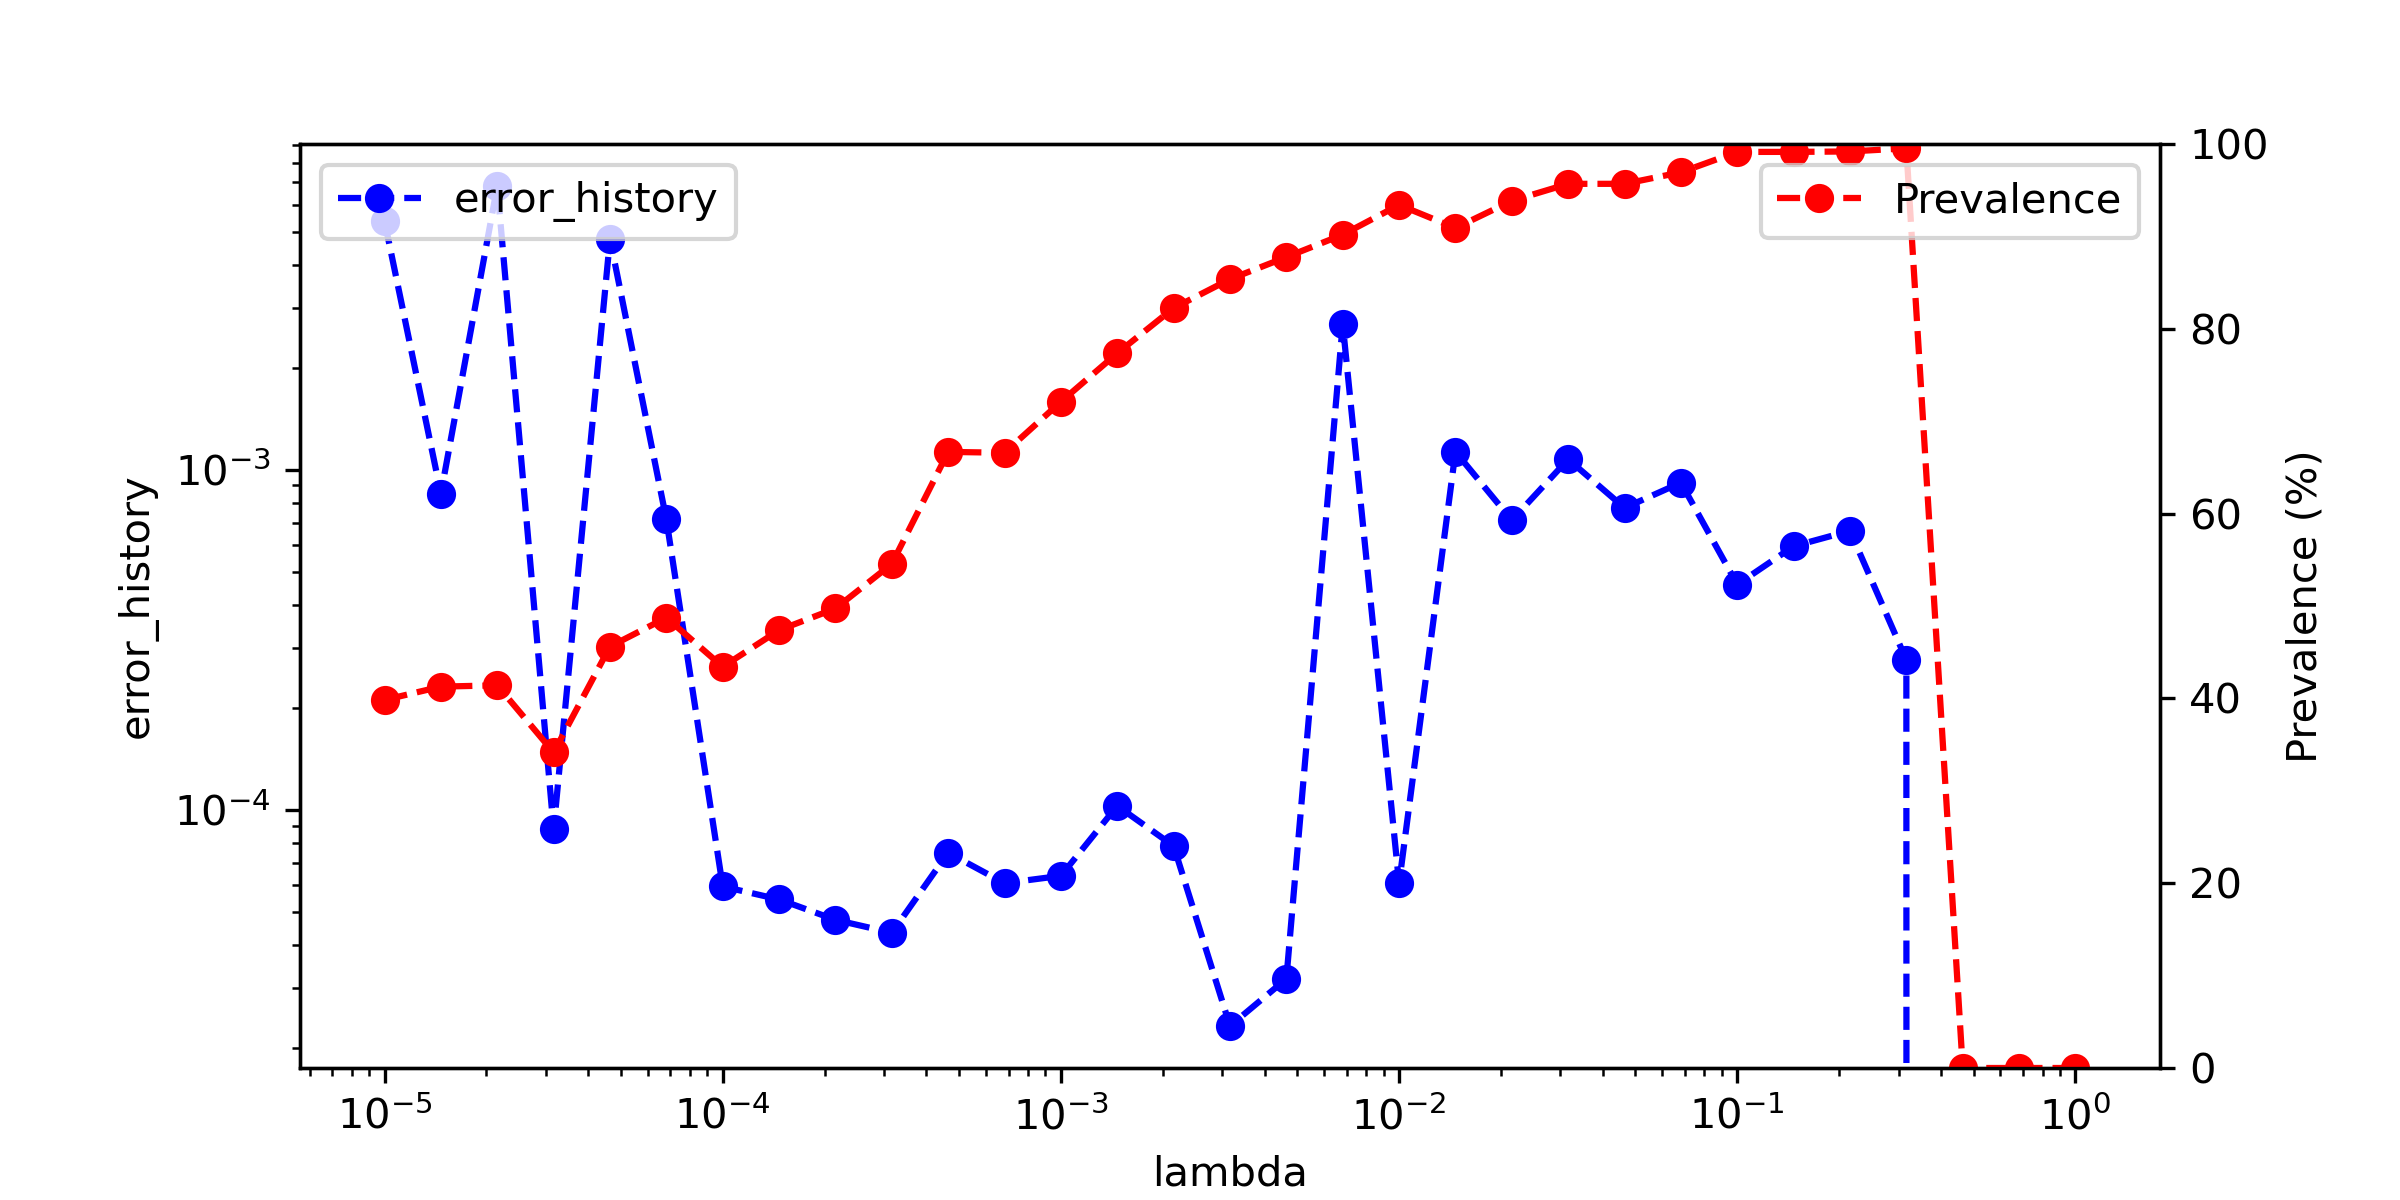 error_history
Prevalence
error_history
10⁻³
10⁻⁴
100
80
60
40
20
0
Prevalence (%)
10⁻⁵
10⁻⁴
10⁻³
10⁻²
10⁻¹
10⁰
lambda